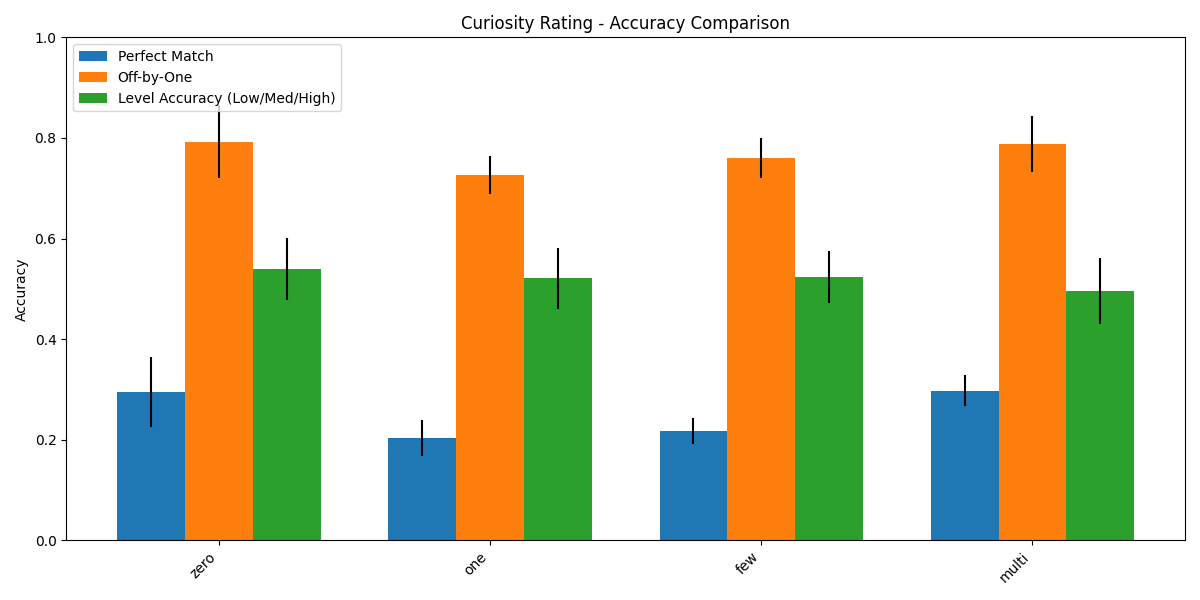 Curiosity Rating - Accuracy Comparison
Perfect Match
Off-by-One
Level Accuracy (Low/Med/High)
Accuracy
1.0
0.8
0.6
0.4
0.2
0.0
zero
one
few
multi